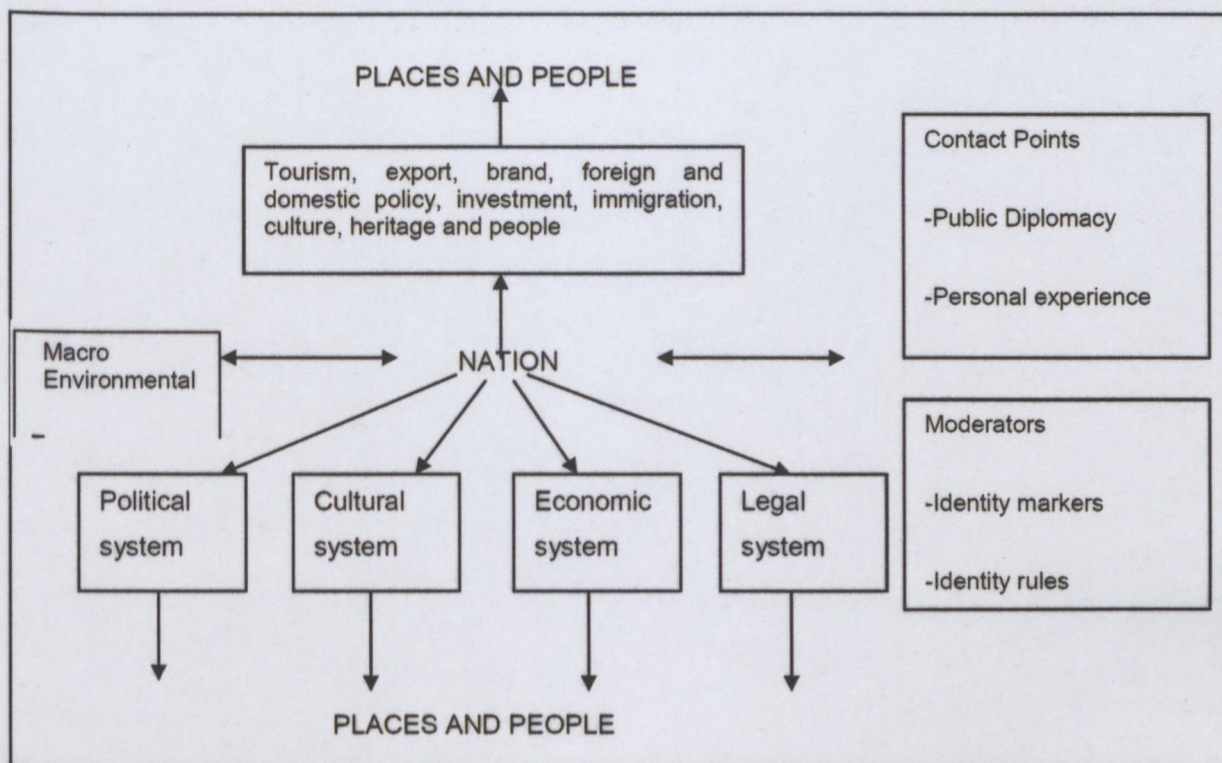 PLACES AND PEOPLE
Tourism, export, brand, foreign and
domestic policy, investment, immigration,
culture, heritage and people
Contact Points
-Public Diplomacy
-Personal experience
Macro
Environmental
-
NATION
Moderators
-Identity markers
-Identity rules
Political
system
Cultural
system
Economic
system
Legal
system
PLACES AND PEOPLE